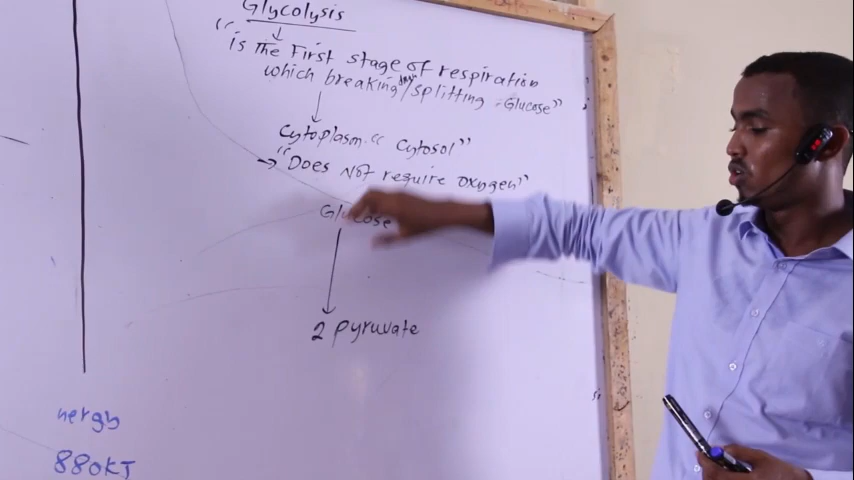 Glycolysis
"is the First stage of respiration
which breaking down/splitting - Glucose"
Cytoplasm "Cytosol"
"Does Not require Oxygen"
Glucose
2 Pyruvate
nergy
880KJ